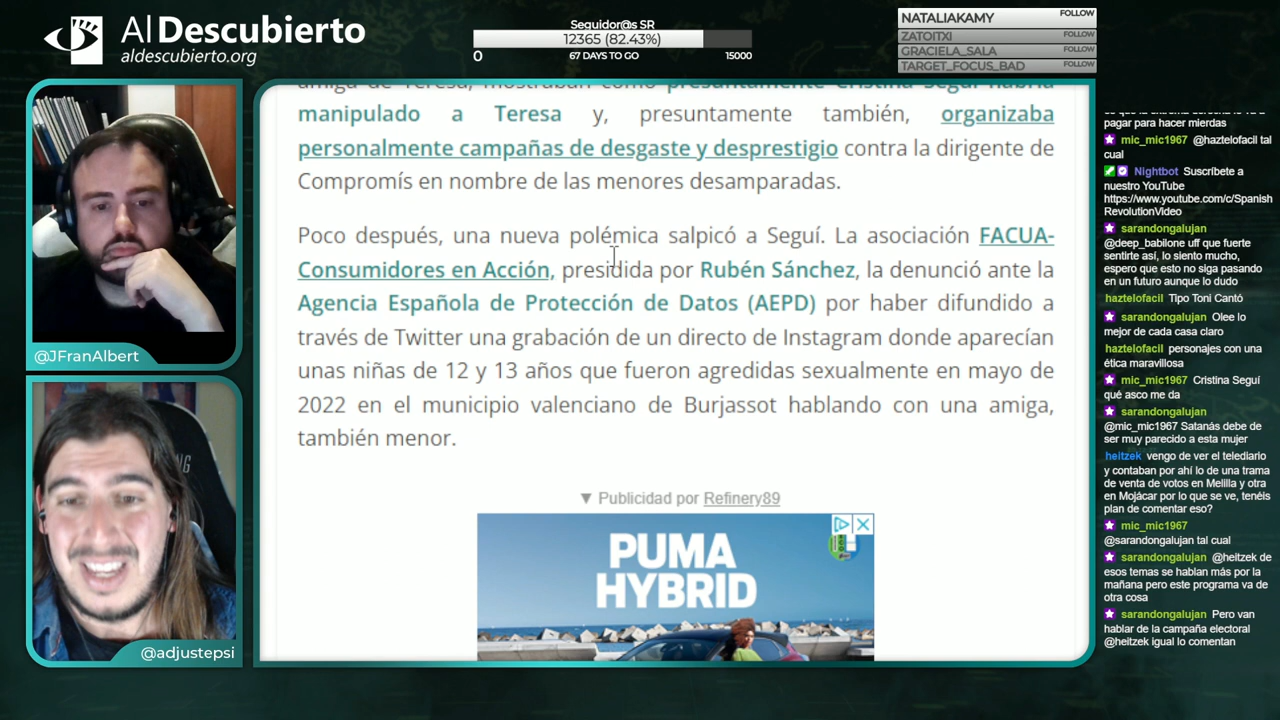 Al Descubierto
aldescubierto.org
Seguidor@s SR
12365 (82.43%)
0
67 DAYS TO GO
15000
NATALIAKAMY FOLLOW
ZATOITXI FOLLOW
GRACIELA_SALA FOLLOW
TARGET_FOCUS_BAD FOLLOW
@JFranAlbert
@adjustepsi
amiga de Teresa, mostraban cómo presuntamente Cristina Seguí habría
manipulado a Teresa y, presuntamente también, organizaba
personalmente campañas de desgaste y desprestigio contra la dirigente de
Compromís en nombre de las menores desamparadas.
Poco después, una nueva polémica salpicó a Seguí. La asociación FACUA-
Consumidores en Acción, presidida por Rubén Sánchez, la denunció ante la
Agencia Española de Protección de Datos (AEPD) por haber difundido a
través de Twitter una grabación de un directo de Instagram donde aparecían
unas niñas de 12 y 13 años que fueron agredidas sexualmente en mayo de
2022 en el municipio valenciano de Burjassot hablando con una amiga,
también menor.
▼ Publicidad por Refinery89
PUMA
HYBRID
pagar para hacer mierdas
mic_mic1967 @haztelofacil tal
cual
Nightbot Suscríbete a
nuestro YouTube
https://www.youtube.com/c/Spanish
RevolutionVideo
sarandongalujan
@deep_babilone uff que fuerte
sentirte así, lo siento mucho,
espero que esto no siga pasando
en un futuro aunque lo dudo
haztelofacil Tipo Toni Cantó
sarandongalujan Olee lo
mejor de cada casa claro
haztelofacil personajes con una
ética maravillosa
mic_mic1967 Cristina Seguí
qué asco me da
sarandongalujan
@mic_mic1967 Satanás debe de
ser muy parecido a esta mujer
heitzek vengo de ver el telediario
y contaban por ahí lo de una trama
de venta de votos en Melilla y otra
en Mojácar por lo que se ve, tenéis
plan de comentar eso?
mic_mic1967
@sarandongalujan tal cual
sarandongalujan @heitzek de
esos temas se hablan más por la
mañana pero este programa va de
otra cosa
sarandongalujan Pero van
hablar de la campaña electoral
@heitzek igual lo comentan